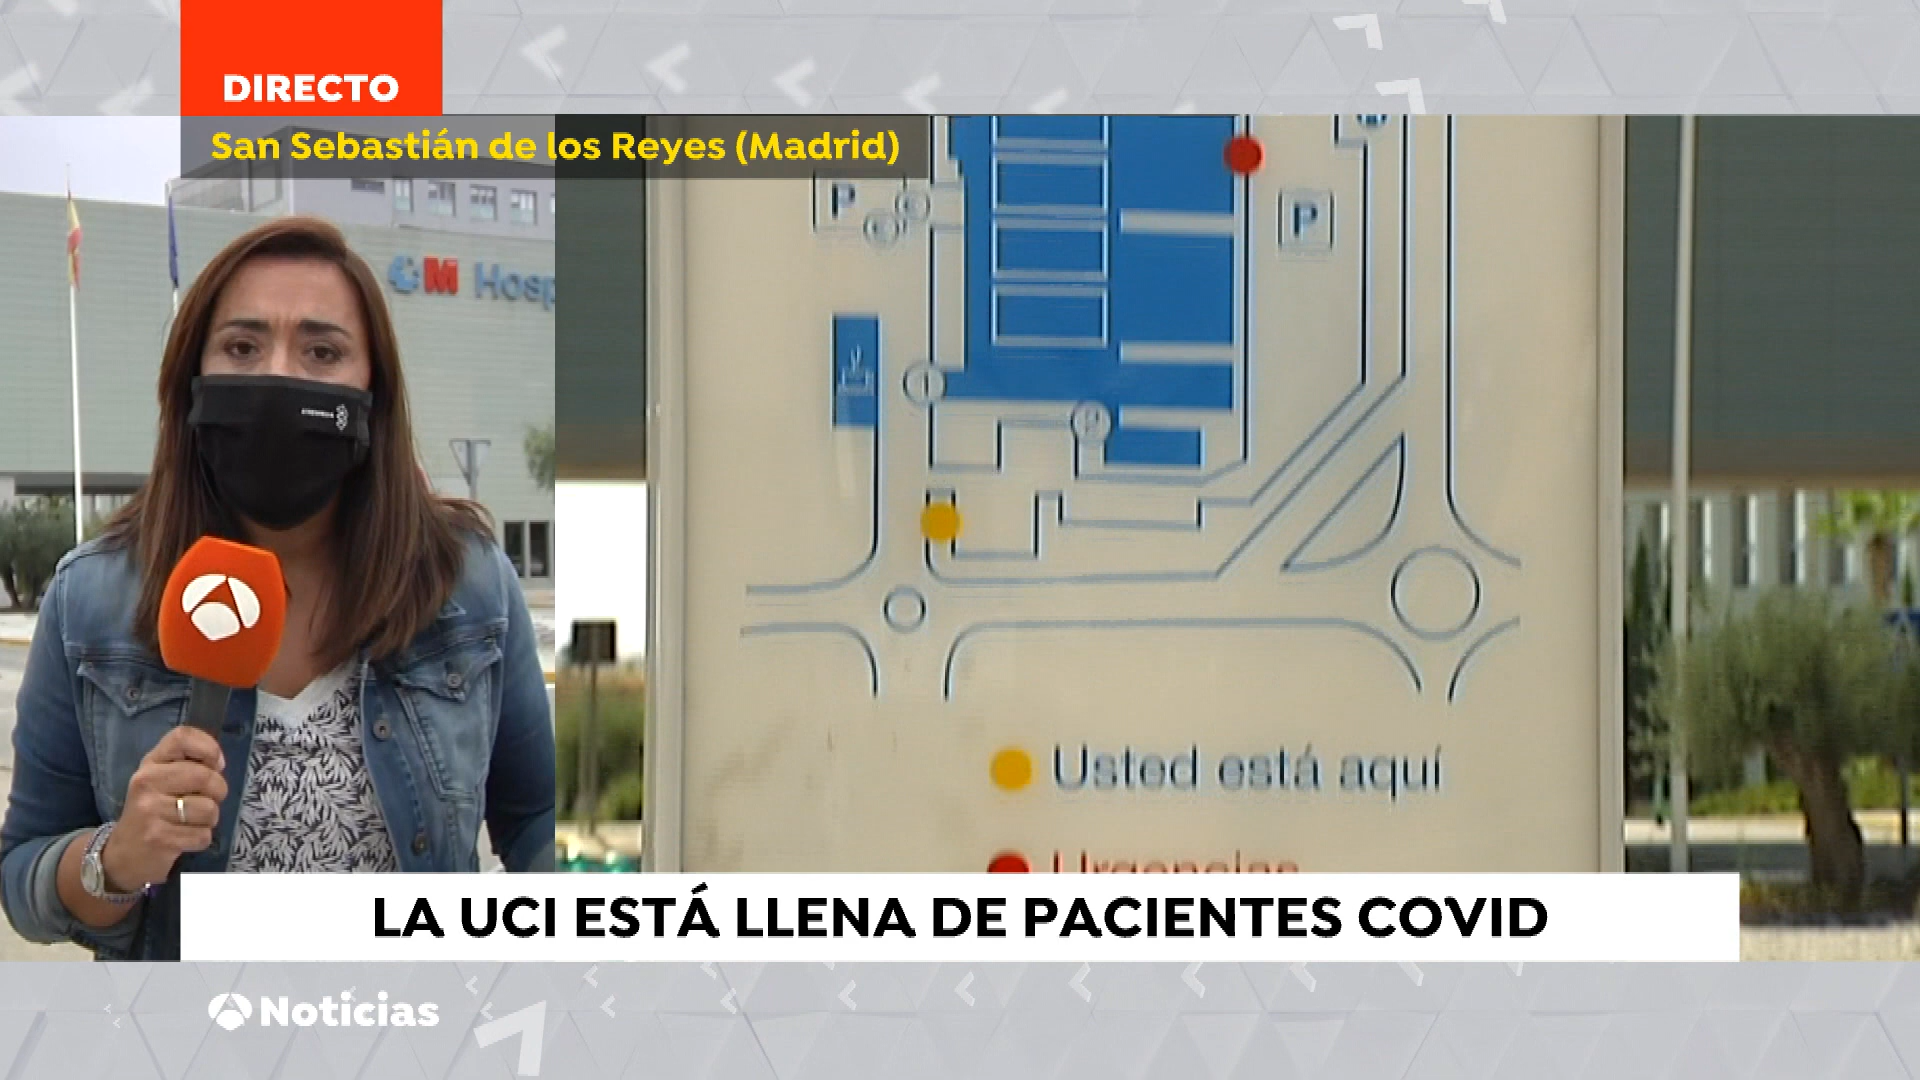 DIRECTO
San Sebastián de los Reyes (Madrid)
Hosp
P
P
Usted está aquí
Urgencias
LA UCI ESTÁ LLENA DE PACIENTES COVID
Noticias